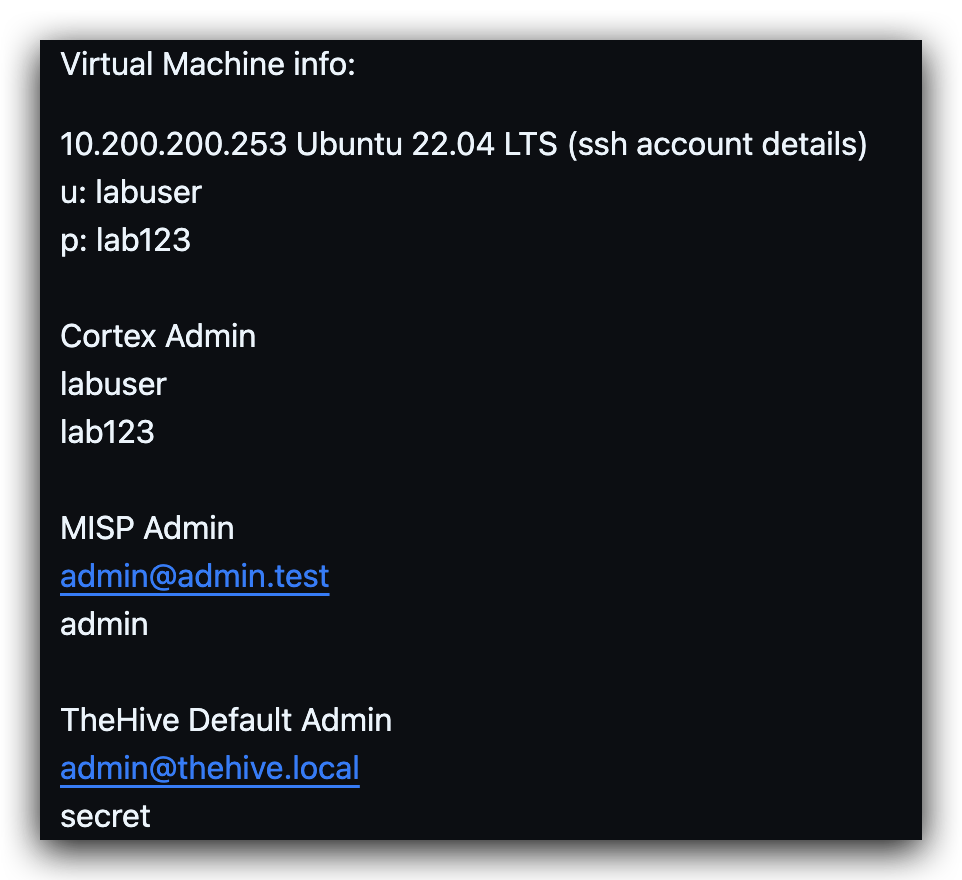 Virtual Machine info:
10.200.200.253 Ubuntu 22.04 LTS (ssh account details)
u: labuser
p: lab123
Cortex Admin
labuser
lab123
MISP Admin
admin@admin.test
admin
TheHive Default Admin
admin@thehive.local
secret